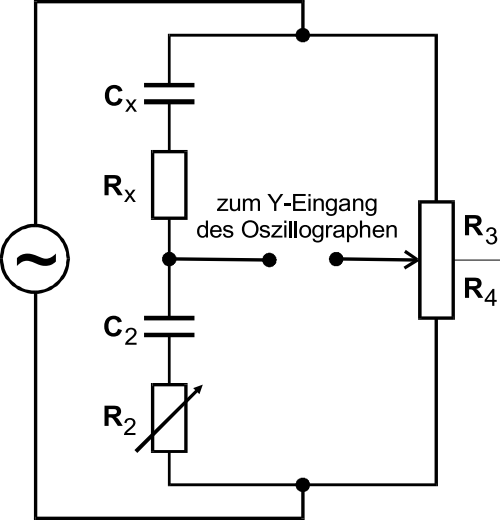 Cx
Rx
zum Y-Eingang
des Oszillographen
R3
R4
C2
R2
~